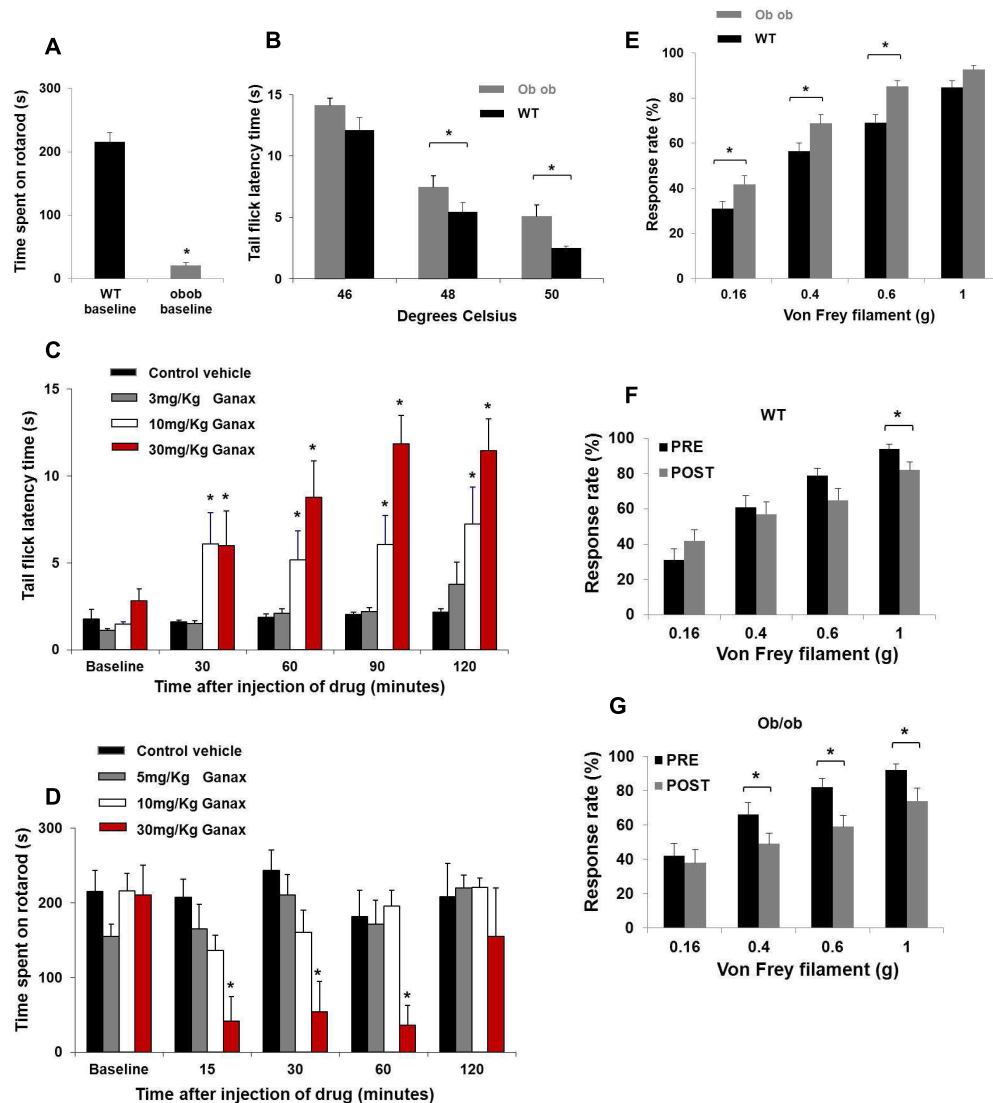 A
Time spent on rotarod (s)
300
200
100
0
*
WT baseline
obob baseline
B
Tail flick latency time (s)
15
10
5
0
Ob ob
WT
*
*
46 48 50
Degrees Celsius
E
Ob ob
WT
Response rate (%)
100
80
60
40
20
0
*
*
*
0.16 0.4 0.6 1
Von Frey filament (g)
C
Control vehicle
3mg/Kg Ganax
10mg/Kg Ganax
30mg/Kg Ganax
Tail flick latency time (s)
15
10
5
0
* *
* *
* *
* *
Baseline 30 60 90 120
Time after injection of drug (minutes)
F
WT
PRE
POST
Response rate (%)
100
80
60
40
20
0
*
0.16 0.4 0.6 1
Von Frey filament (g)
D
Control vehicle
5mg/Kg Ganax
10mg/Kg Ganax
30mg/Kg Ganax
Time spent on rotarod (s)
300
200
100
0
*
*
*
Baseline 15 30 60 120
Time after injection of drug (minutes)
G
Ob/ob
PRE
POST
Response rate (%)
100
80
60
40
20
0
*
*
*
0.16 0.4 0.6 1
Von Frey filament (g)